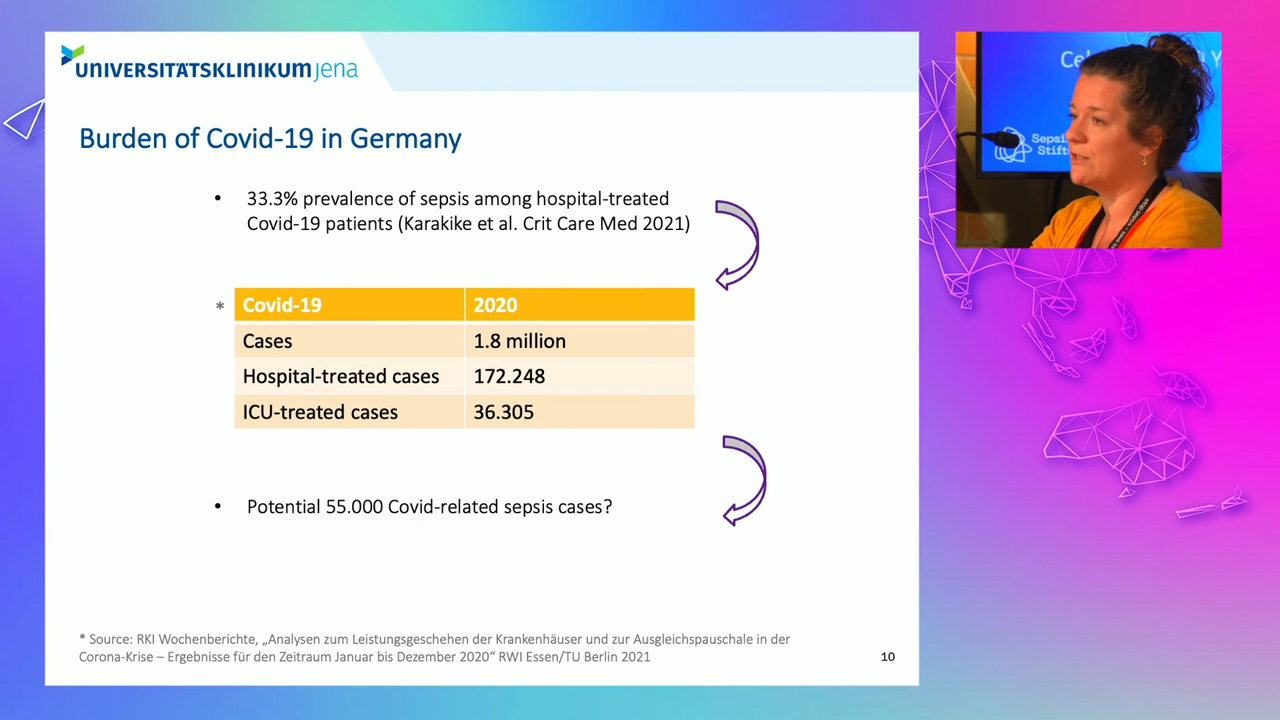 UNIVERSITÄTSKLINIKUM jena
Burden of Covid-19 in Germany
• 33.3% prevalence of sepsis among hospital-treated
Covid-19 patients (Karakike et al. Crit Care Med 2021)
* Covid-19 2020
Cases 1.8 million
Hospital-treated cases 172.248
ICU-treated cases 36.305
• Potential 55.000 Covid-related sepsis cases?
* Source: RKI Wochenberichte, „Analysen zum Leistungsgeschehen der Krankenhäuser und zur Ausgleichspauschale in der
Corona-Krise – Ergebnisse für den Zeitraum Januar bis Dezember 2020“ RWI Essen/TU Berlin 2021
10